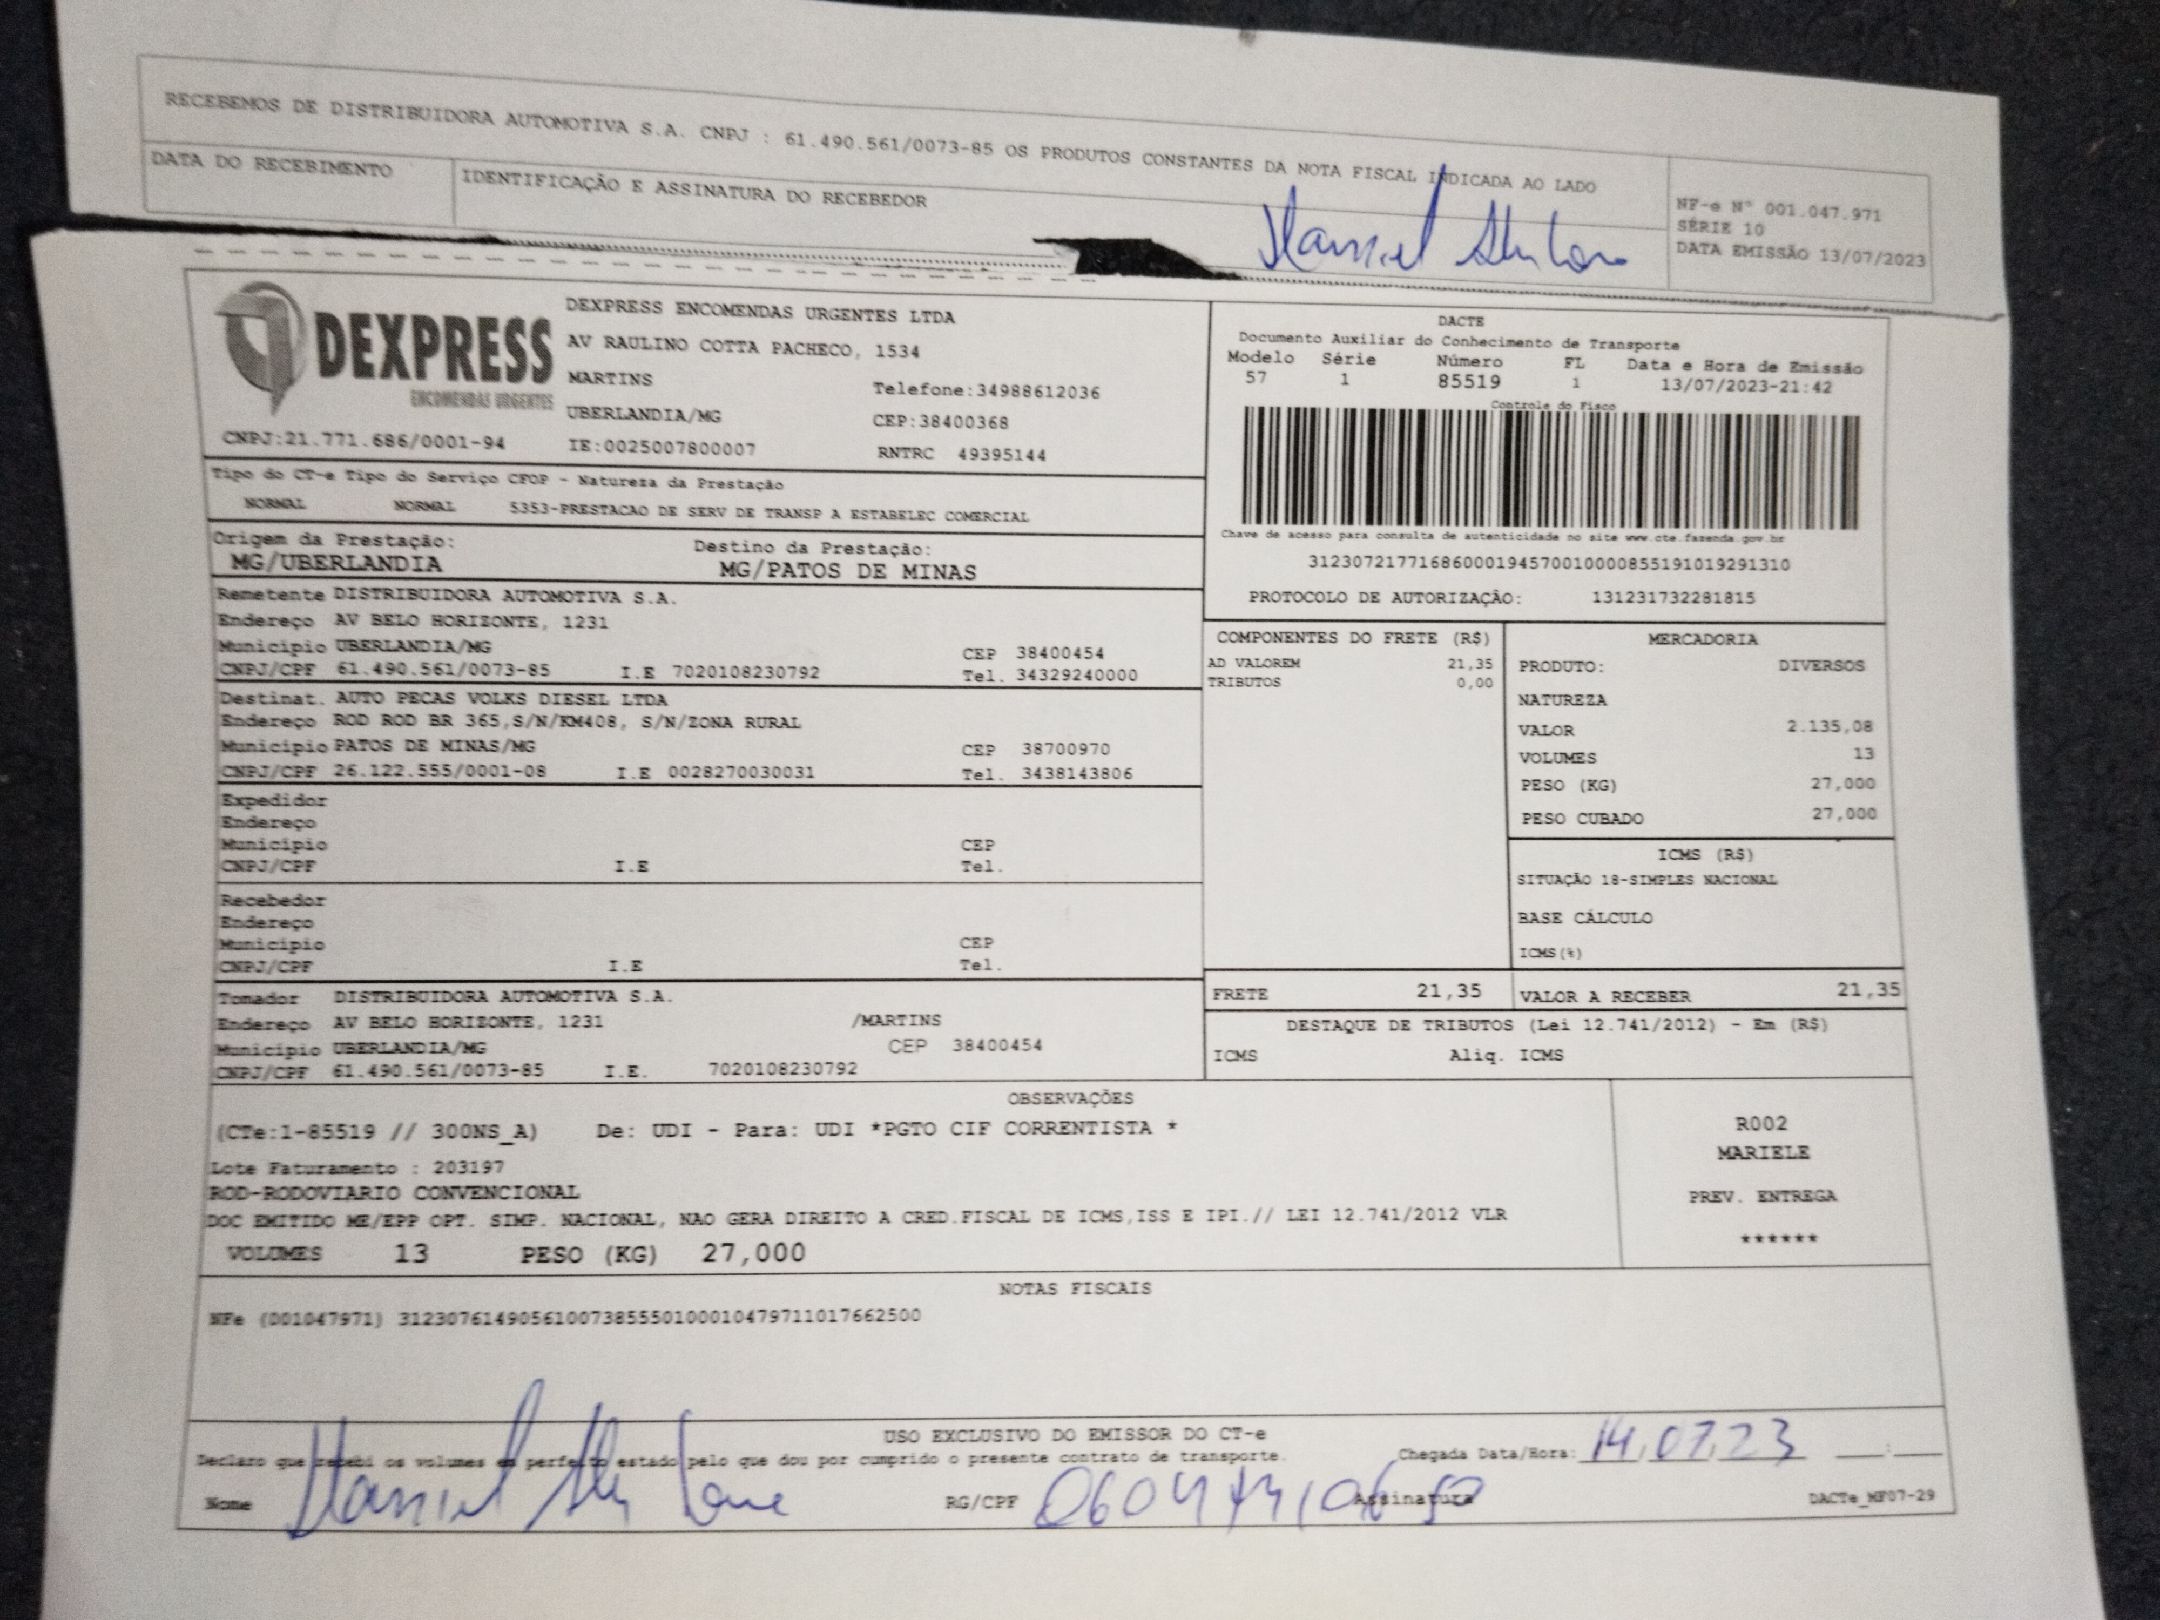 RECEBEMOS DE DISTRIBUIDORA AUTOMOTIVA S.A. CNPJ : 61.490.561/0073-85 OS PRODUTOS CONSTANTES DA NOTA FISCAL INDICADA AO LADO
DATA DO RECEBIMENTO
IDENTIFICAÇÃO E ASSINATURA DO RECEBEDOR
NF-e Nº 001.047.971
SÉRIE 10
DATA EMISSÃO 13/07/2023
DEXPRESS
ENCOMENDAS URGENTES
CNPJ:21.771.686/0001-94
DEXPRESS ENCOMENDAS URGENTES LTDA
AV RAULINO COTTA PACHECO, 1534
MARTINS Telefone:34988612036
UBERLANDIA/MG CEP:38400368
IE:0025007800007 RNTRC 49395144
DACTE
Documento Auxiliar do Conhecimento de Transporte
Modelo Série Número FL Data e Hora de Emissão
57 1 85519 1 13/07/2023-21:42
Controle do Fisco
Chave de acesso para consulta de autenticidade no site www.cte.fazenda.gov.br
31230721771686000194570010000855191019291310
PROTOCOLO DE AUTORIZAÇÃO: 131231732281815
Tipo do CT-e Tipo do Serviço CFOP - Natureza da Prestação
NORMAL NORMAL 5353-PRESTACAO DE SERV DE TRANSP A ESTABELEC COMERCIAL
Origem da Prestação: Destino da Prestação:
MG/UBERLANDIA MG/PATOS DE MINAS
Remetente DISTRIBUIDORA AUTOMOTIVA S.A.
Endereço AV BELO HORIZONTE, 1231
Município UBERLANDIA/MG CEP 38400454
CNPJ/CPF 61.490.561/0073-85 I.E 7020108230792 Tel. 34329240000
Destinat. AUTO PECAS VOLKS DIESEL LTDA
Endereço ROD ROD BR 365,S/N/KM408, S/N/ZONA RURAL
Município PATOS DE MINAS/MG CEP 38700970
CNPJ/CPF 26.122.555/0001-08 I.E 0028270030031 Tel. 3438143806
Expedidor
Endereço
Município CEP
CNPJ/CPF I.E Tel.
Recebedor
Endereço
Município CEP
CNPJ/CPF I.E Tel.
Tomador DISTRIBUIDORA AUTOMOTIVA S.A.
Endereço AV BELO HORIZONTE, 1231 /MARTINS
Município UBERLANDIA/MG CEP 38400454
CNPJ/CPF 61.490.561/0073-85 I.E. 7020108230792
COMPONENTES DO FRETE (R$)
AD VALOREM 21,35
TRIBUTOS 0,00
MERCADORIA
PRODUTO: DIVERSOS
NATUREZA
VALOR 2.135,08
VOLUMES 13
PESO (KG) 27,000
PESO CUBADO 27,000
ICMS (R$)
SITUAÇÃO 18-SIMPLES NACIONAL
BASE CÁLCULO
ICMS(%)
FRETE 21,35 VALOR A RECEBER 21,35
DESTAQUE DE TRIBUTOS (Lei 12.741/2012) - Em (R$)
ICMS Aliq. ICMS
OBSERVAÇÕES
(CTe:1-85519 // 300NS_A) De: UDI - Para: UDI *PGTO CIF CORRENTISTA *
Lote Faturamento : 203197
ROD-RODOVIARIO CONVENCIONAL
DOC EMITIDO ME/EPP OPT. SIMP. NACIONAL, NAO GERA DIREITO A CRED.FISCAL DE ICMS,ISS E IPI.// LEI 12.741/2012 VLR
VOLUMES 13 PESO (KG) 27,000
R002
MARIELE
PREV. ENTREGA
******
NOTAS FISCAIS
NFe (001047971) 31230761490561007385550100010479711017662500
USO EXCLUSIVO DO EMISSOR DO CT-e
Declaro que recebi os volumes em perfeito estado pelo que dou por cumprido o presente contrato de transporte. Chegada Data/Hora: 14.07.23 ___:___
Nome RG/CPF Assinatura DACTe_MF07-29